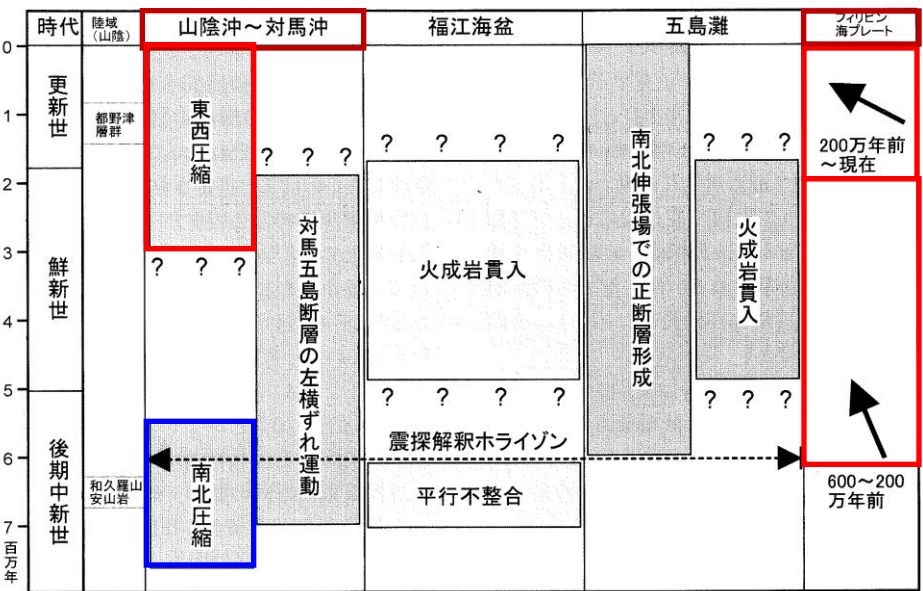 時代
陸域
(山陰)
山陰沖～対馬沖
福江海盆
五島灘
フィリピン
海プレート
0
1
2
3
4
5
6
7
百万年
更新世
鮮新世
後期中新世
都野津
層群
和久羅山
安山岩
東西圧縮
? ? ?
南北圧縮
? ? ?
対馬五島断層の左横ずれ運動
? ? ? ?
火成岩貫入
? ? ? ?
震探解釈ホライゾン
平行不整合
南北伸張場での正断層形成
? ? ?
火成岩貫入
? ? ?
200万年前
～現在
600～200
万年前